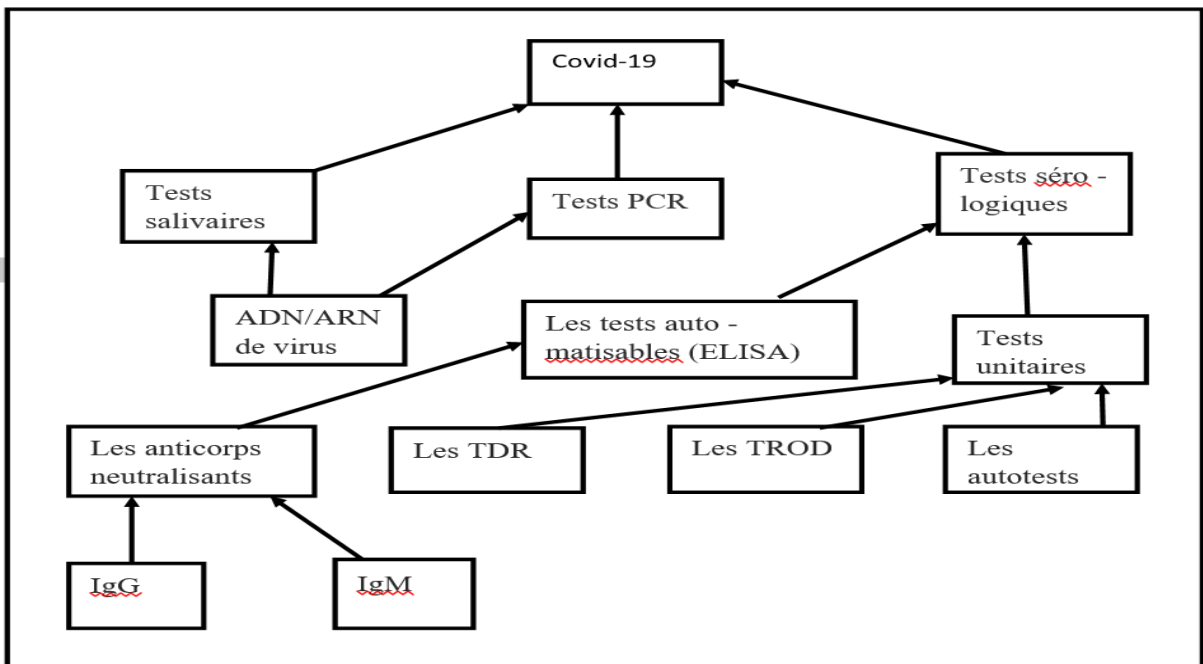 Covid-19
Tests
salivaires
Tests PCR
Tests séro -
logiques
ADN/ARN
de virus
Les tests auto -
matisables (ELISA)
Tests
unitaires
Les anticorps
neutralisants
Les TDR
Les TROD
Les
autotests
IgG
IgM